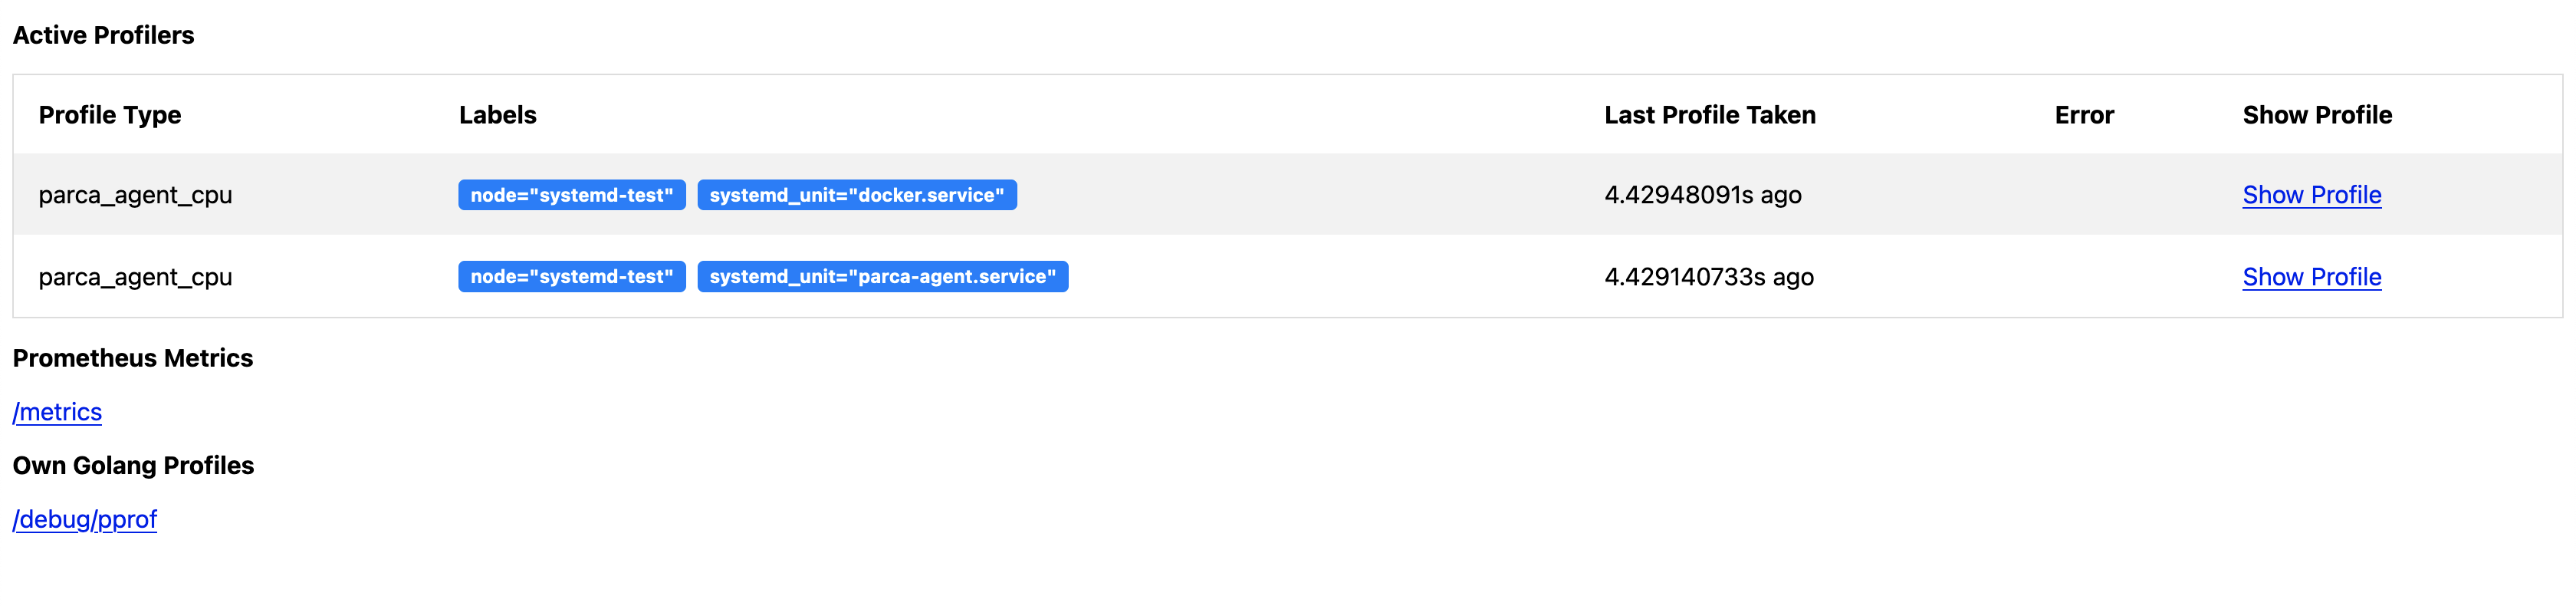 Active Profilers
Profile Type Labels Last Profile Taken Error Show Profile
parca_agent_cpu node="systemd-test" systemd_unit="docker.service" 4.42948091s ago Show Profile
parca_agent_cpu node="systemd-test" systemd_unit="parca-agent.service" 4.429140733s ago Show Profile
Prometheus Metrics
/metrics
Own Golang Profiles
/debug/pprof